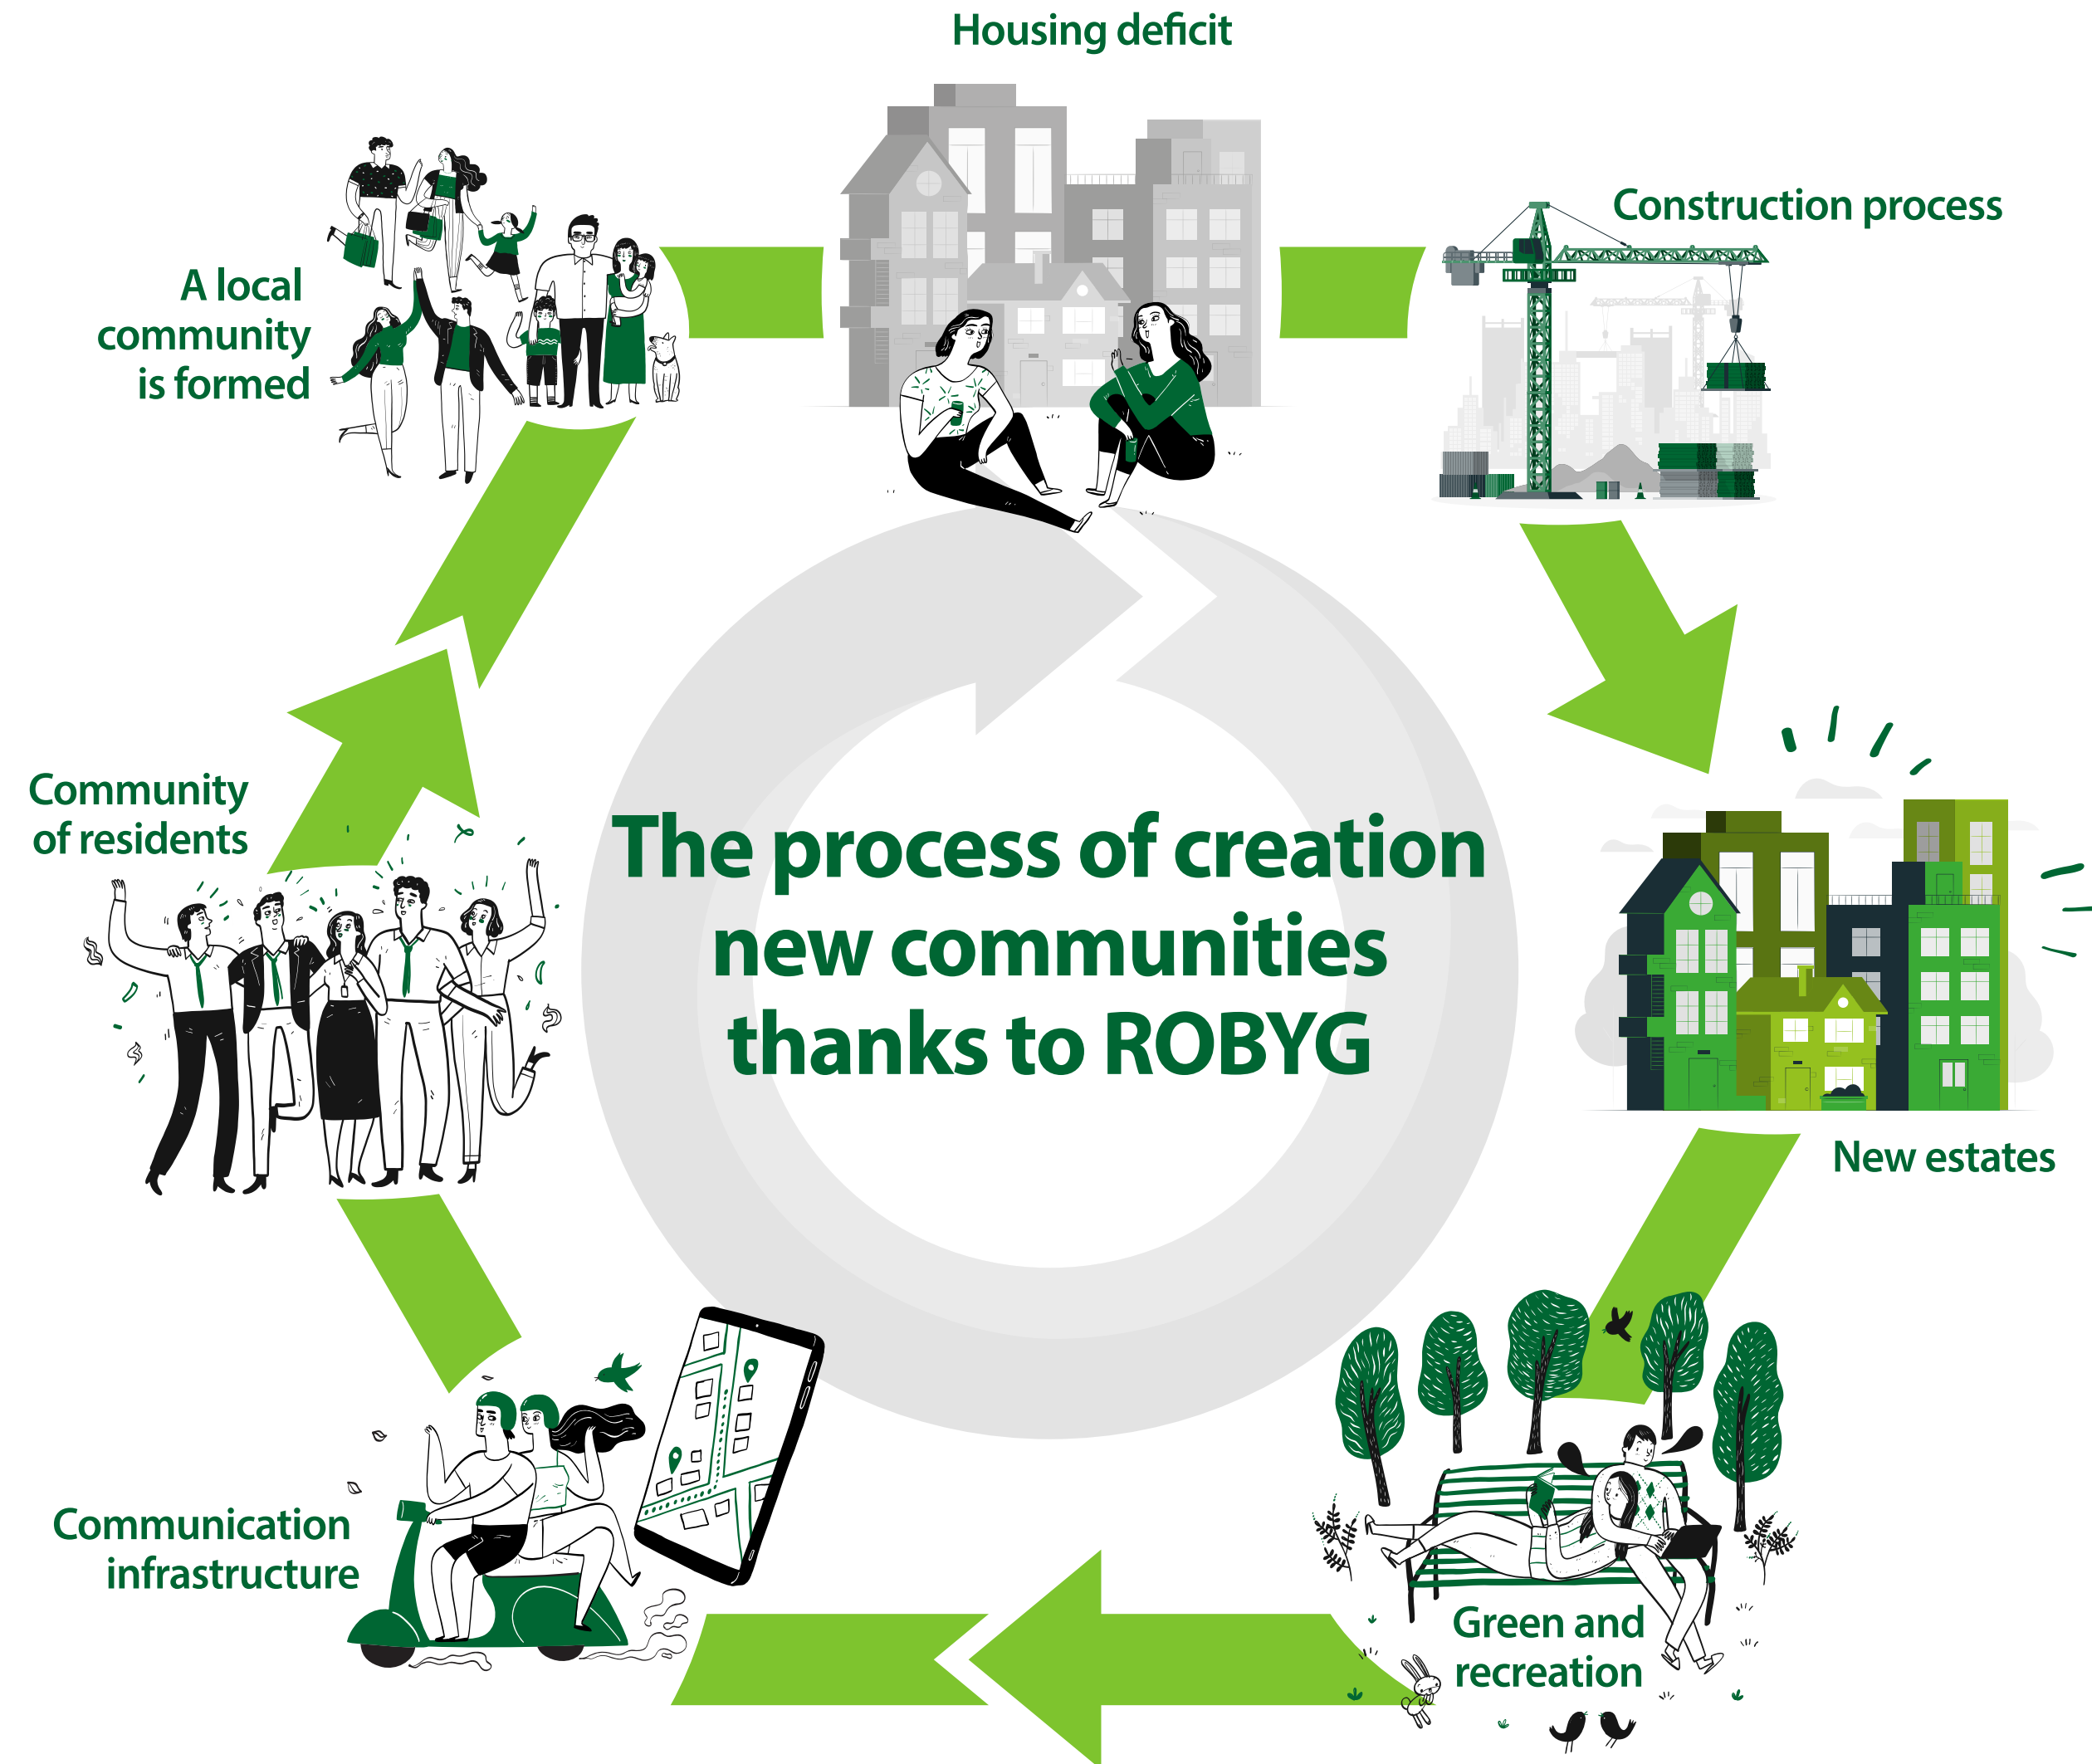 Housing deficit
Construction process
A local
community
is formed
Community
of residents
The process of creation
new communities
thanks to ROBYG
New estates
Communication
infrastructure
Green and
recreation